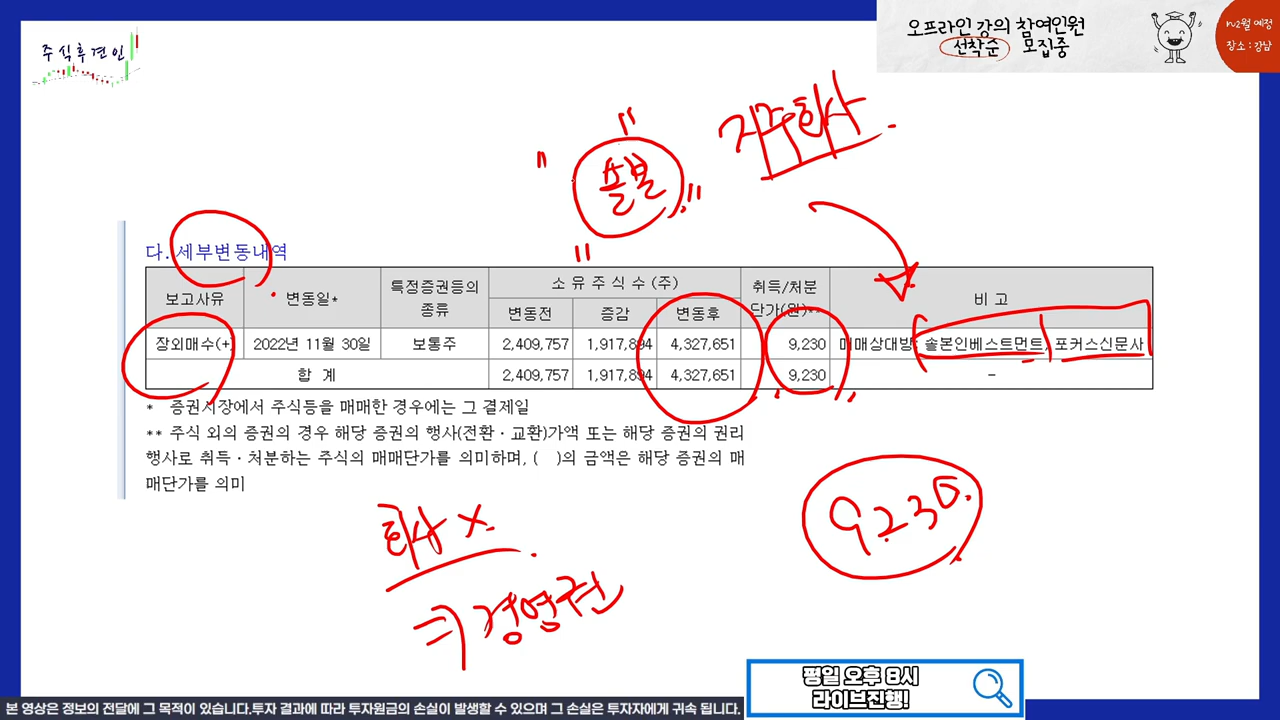 주식후견인
오프라인 강의 참여인원
선착순 모집중
12월 예정
장소 : 강남
지주회사
솔본
다. 세부변동내역
보고사유 변동일* 특정증권등의 종류 소유주식수 (주) 취득/처분 단가(원)** 비 고
변동전 증감 변동후
장외매수(+) 2022년 11월 30일 보통주 2,409,757 1,917,894 4,327,651 9,230 매매상대방: 솔본인베스트먼트, 포커스신문사
합 계 2,409,757 1,917,894 4,327,651 9,230 -
* 증권시장에서 주식등을 매매한 경우에는 그 결제일
** 주식 외의 증권의 경우 해당 증권의 행사(전환·교환)가액 또는 해당 증권의 권리
행사로 취득·처분하는 주식의 매매단가를 의미하며, ( )의 금액은 해당 증권의 매
매단가를 의미
회사 X.
경영권
9230.
평일 오후 8시
라이브진행!
본 영상은 정보의 전달에 그 목적이 있습니다.투자 결과에 따라 투자원금의 손실이 발생할 수 있으며 그 손실은 투자자에게 귀속 됩니다.